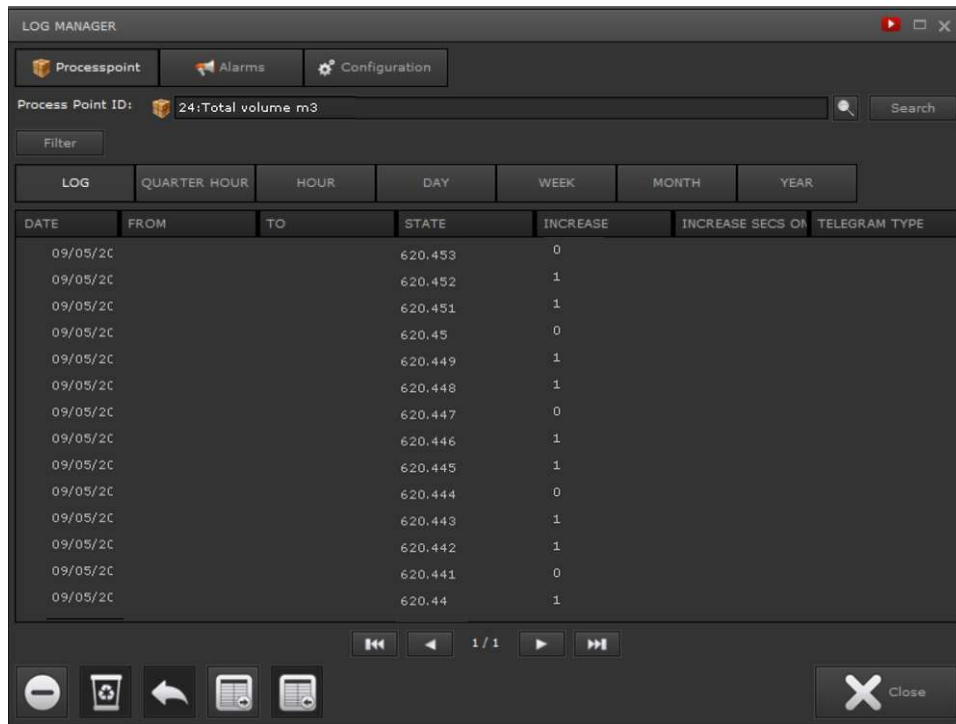 LOG MANAGER
Processpoint Alarms Configuration
Process Point ID: 24:Total volume m3 Search
Filter
LOG QUARTER HOUR HOUR DAY WEEK MONTH YEAR
DATE FROM TO STATE INCREASE INCREASE SECS ON TELEGRAM TYPE
09/05/20 620.453 0
09/05/20 620.452 1
09/05/20 620.451 1
09/05/20 620.45 0
09/05/20 620.449 1
09/05/20 620.448 1
09/05/20 620.447 0
09/05/20 620.446 1
09/05/20 620.445 1
09/05/20 620.444 0
09/05/20 620.443 1
09/05/20 620.442 1
09/05/20 620.441 0
09/05/20 620.44 1
1 / 1
Close